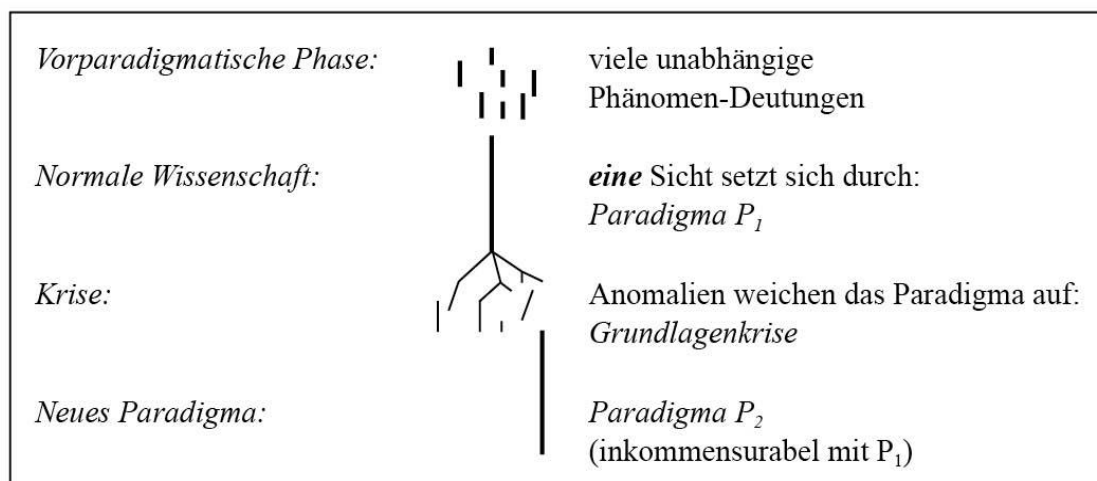 Vorparadigmatische Phase:
viele unabhängige
Phänomen-Deutungen
Normale Wissenschaft:
eine Sicht setzt sich durch:
Paradigma P₁
Krise:
Anomalien weichen das Paradigma auf:
Grundlagenkrise
Neues Paradigma:
Paradigma P₂
(inkommensurabel mit P₁)